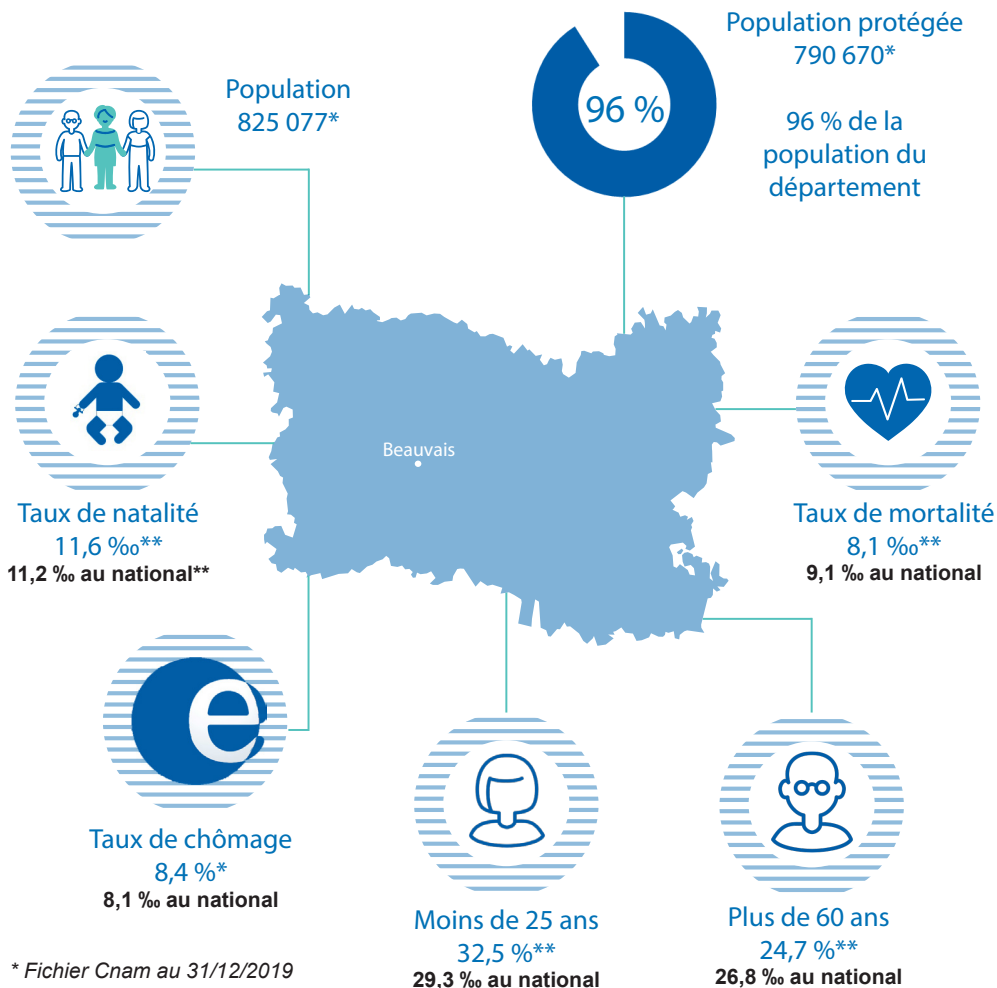 Population
825 077*
96 %
Population protégée
790 670*
96 % de la
population du
département
Beauvais
Taux de natalité
11,6 ‰**
11,2 ‰ au national**
Taux de mortalité
8,1 ‰**
9,1 ‰ au national
e
Taux de chômage
8,4 %*
8,1 ‰ au national
Moins de 25 ans
32,5 %**
29,3 ‰ au national
Plus de 60 ans
24,7 %**
26,8 ‰ au national
* Fichier Cnam au 31/12/2019